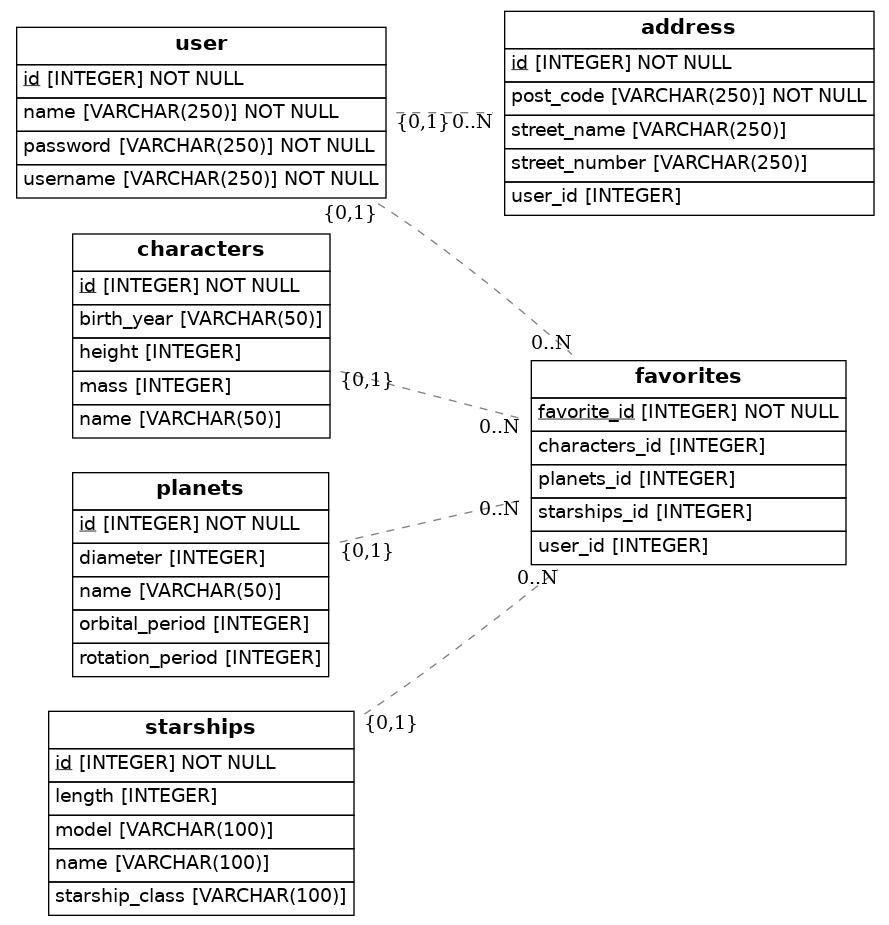 user
id [INTEGER] NOT NULL
name [VARCHAR(250)] NOT NULL
password [VARCHAR(250)] NOT NULL
username [VARCHAR(250)] NOT NULL
address
id [INTEGER] NOT NULL
post_code [VARCHAR(250)] NOT NULL
street_name [VARCHAR(250)]
street_number [VARCHAR(250)]
user_id [INTEGER]
{0,1} 0..N
{0,1}
0..N
characters
id [INTEGER] NOT NULL
birth_year [VARCHAR(50)]
height [INTEGER]
mass [INTEGER]
name [VARCHAR(50)]
{0,1}
0..N
favorites
favorite_id [INTEGER] NOT NULL
characters_id [INTEGER]
planets_id [INTEGER]
starships_id [INTEGER]
user_id [INTEGER]
planets
id [INTEGER] NOT NULL
diameter [INTEGER]
name [VARCHAR(50)]
orbital_period [INTEGER]
rotation_period [INTEGER]
{0,1}
0..N
0..N
{0,1}
starships
id [INTEGER] NOT NULL
length [INTEGER]
model [VARCHAR(100)]
name [VARCHAR(100)]
starship_class [VARCHAR(100)]